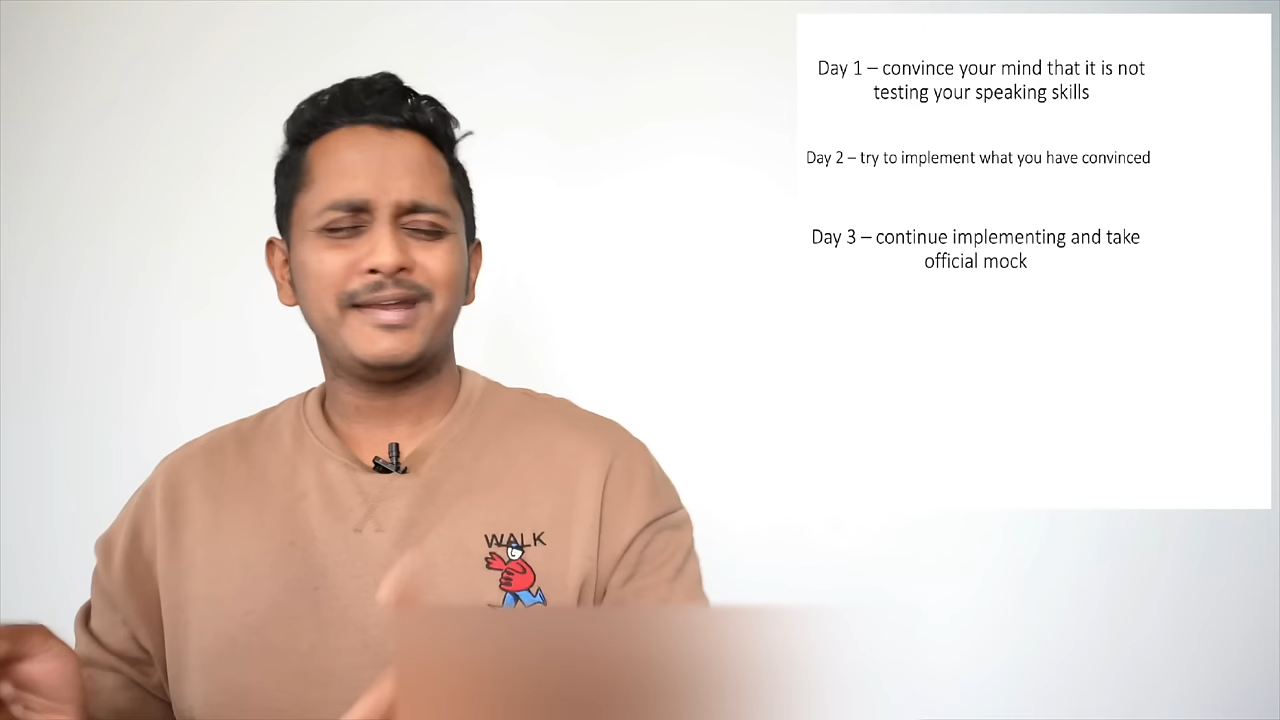 Day 1 – convince your mind that it is not
testing your speaking skills
Day 2 – try to implement what you have convinced
Day 3 – continue implementing and take
official mock
WALK